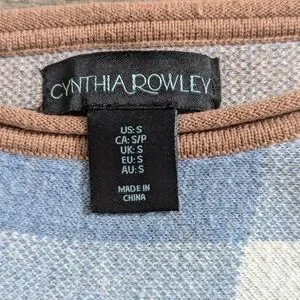 CYNTHIA ROWLEY
US: S
CA: S/P
UK: S
EU: S
AU: S
MADE IN
CHINA